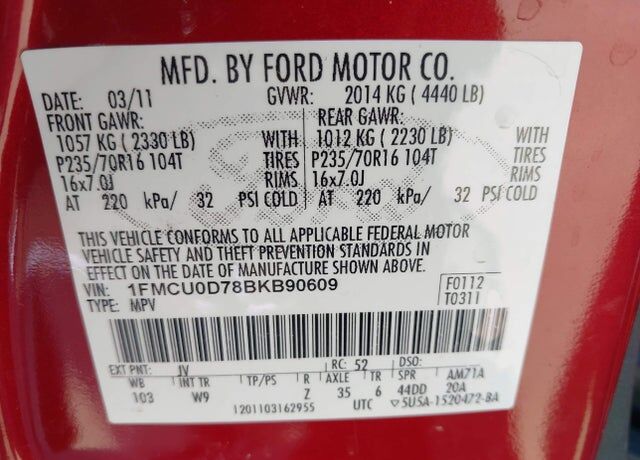 MFD. BY FORD MOTOR CO.
DATE: 03/11 GVWR: 2014 KG ( 4440 LB)
FRONT GAWR: REAR GAWR:
1057 KG ( 2330 LB) WITH 1012 KG ( 2230 LB) WITH
P235/70R16 104T TIRES P235/70R16 104T TIRES
16x7.0J RIMS 16x7.0J RIMS
AT 220 kPa/ 32 PSI COLD AT 220 kPa/ 32 PSI COLD
THIS VEHICLE CONFORMS TO ALL APPLICABLE FEDERAL MOTOR
VEHICLE SAFETY AND THEFT PREVENTION STANDARDS IN
EFFECT ON THE DATE OF MANUFACTURE SHOWN ABOVE.
VIN: 1FMCU0D78BKB90609 F0112
TYPE: MPV T0311
EXT PNT: JV RC: 52 DSO:
WB INT TR TP/PS R AXLE TR SPR AM71A
103 W9 Z 35 6 44DD 20A
1201103162955 UTC ▽5USA-1520472-BA
Ford